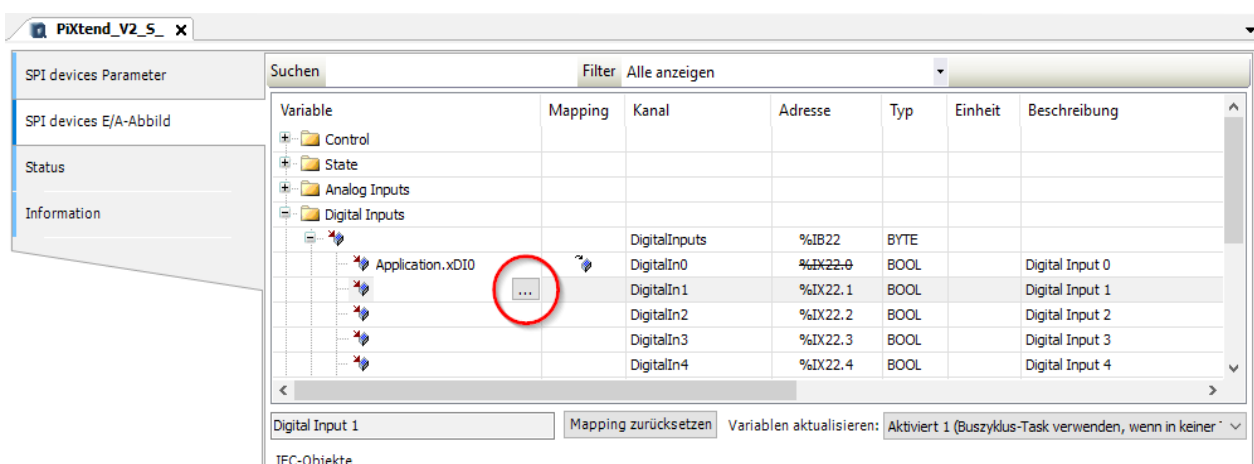 PiXtend_V2_S_ X
SPI devices Parameter
SPI devices E/A-Abbild
Status
Information
Suchen Filter Alle anzeigen
Variable Mapping Kanal Adresse Typ Einheit Beschreibung
Control
State
Analog Inputs
Digital Inputs
DigitalInputs %IB22 BYTE
Application.xDI0 DigitalIn0 %IX22.0 BOOL Digital Input 0
... DigitalIn1 %IX22.1 BOOL Digital Input 1
DigitalIn2 %IX22.2 BOOL Digital Input 2
DigitalIn3 %IX22.3 BOOL Digital Input 3
DigitalIn4 %IX22.4 BOOL Digital Input 4
Digital Input 1 Mapping zurücksetzen Variablen aktualisieren: Aktiviert 1 (Buszyklus-Task verwenden, wenn in keiner
IEC-Objekte